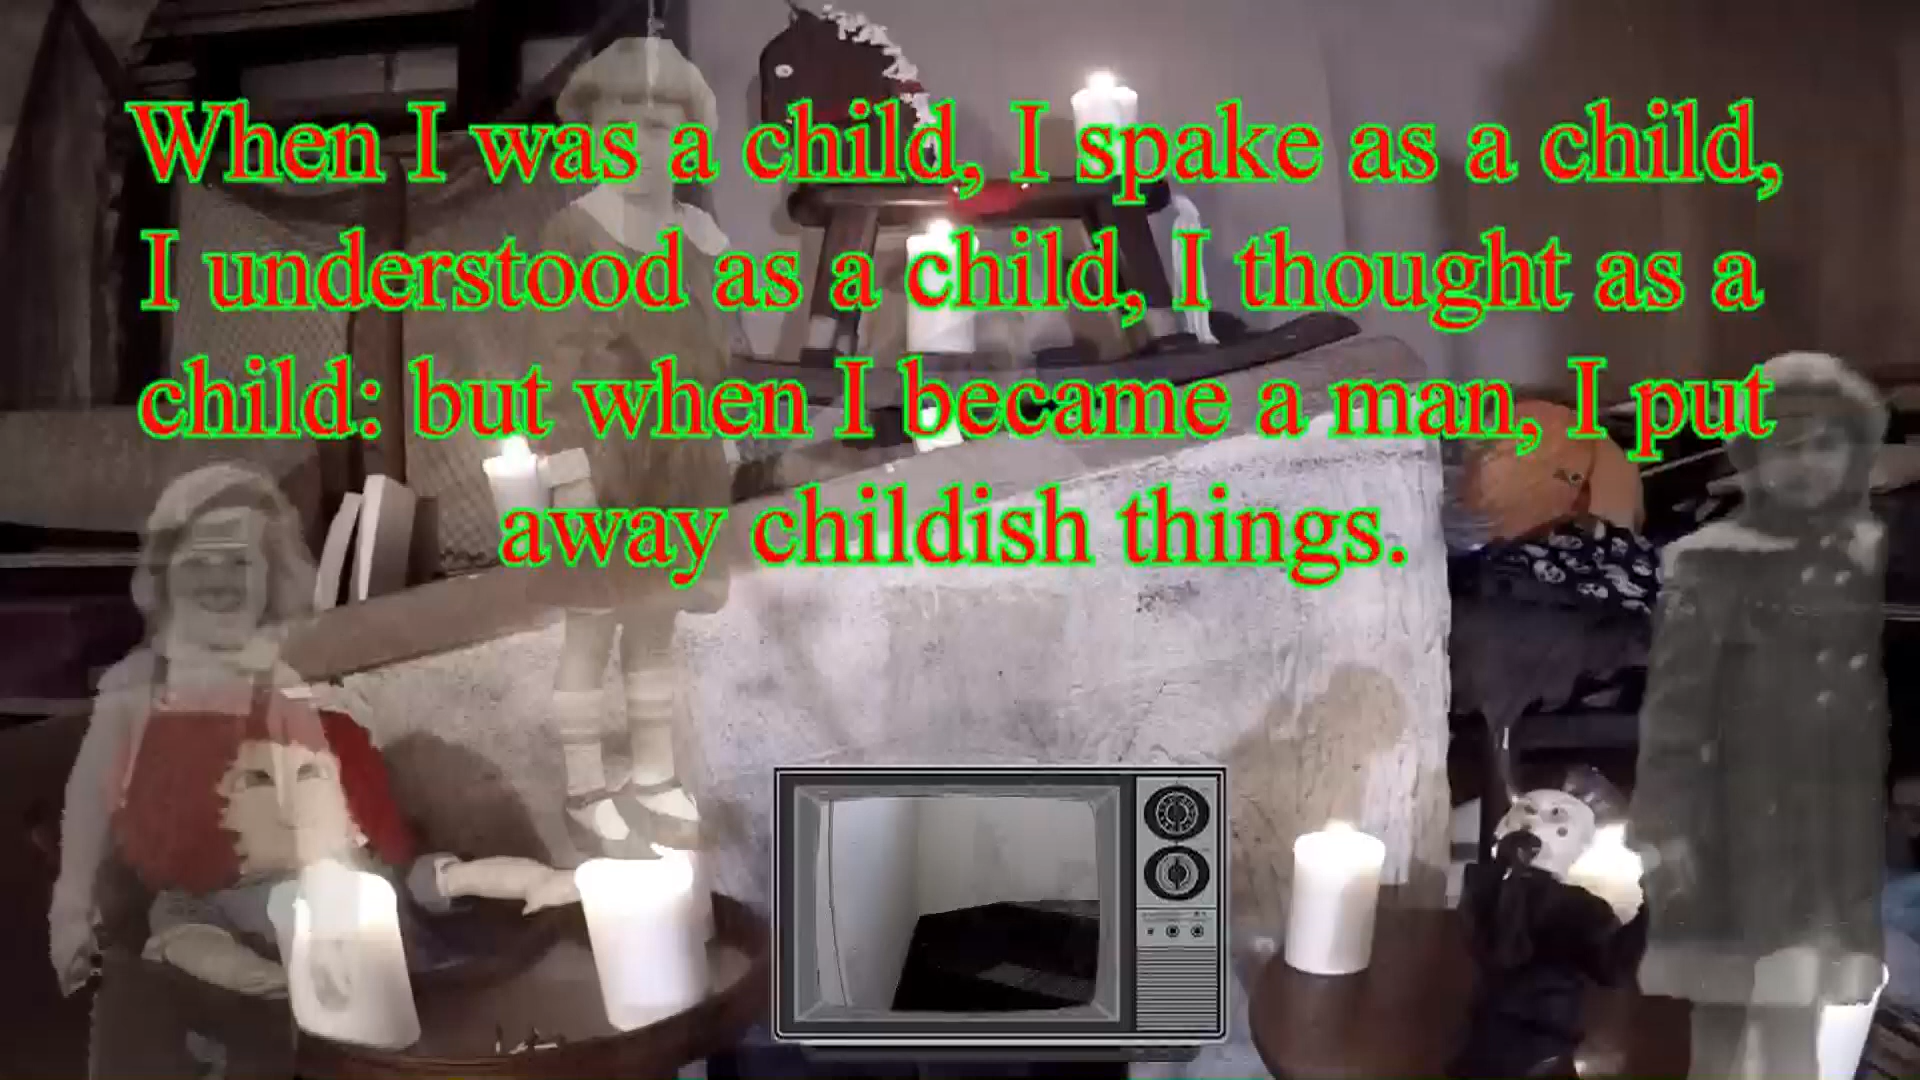 When I was a child, I spake as a child,
I understood as a child, I thought as a
child: but when I became a man, I put
away childish things.